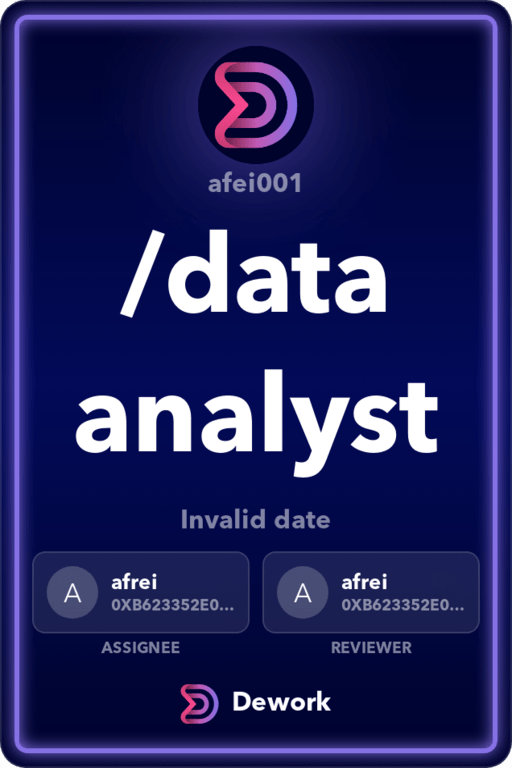 afei001
/data
analyst
Invalid date
A afrei
0XB623352E0...
A afrei
0XB623352E0...
ASSIGNEE
REVIEWER
Dework